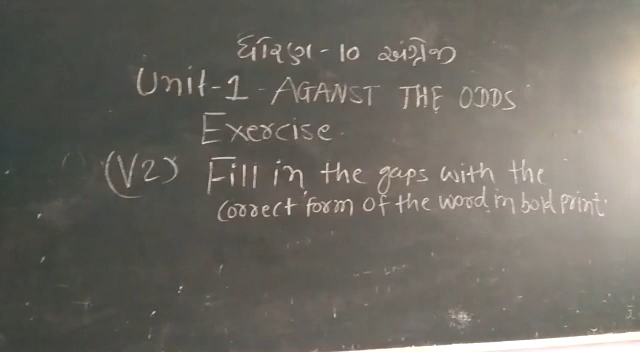 ધોરણ - 10 અંગ્રેજી
Unit-1 - AGANST THE ODDS
Exercise.
(V2) Fill in the gaps with the
correct form of the word in bold print.